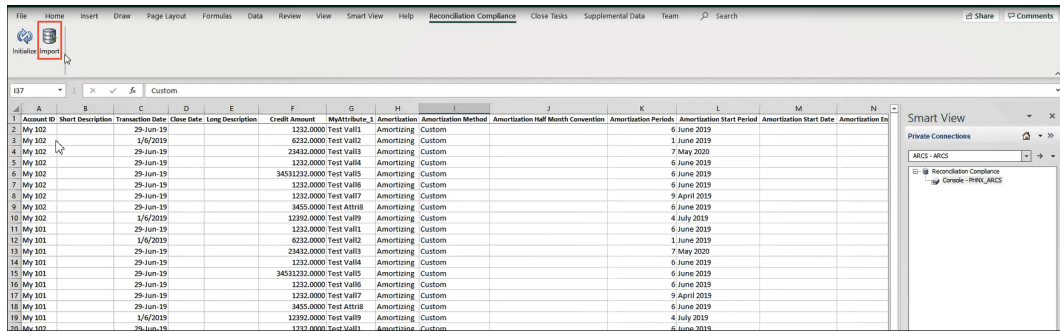 File Home Insert Draw Page Layout Formulas Data Review View Smart View Help Reconciliation Compliance Close Tasks Supplemental Data Team Search Share Comments
Initialize Import
I37 fx Custom
A B C D E F G H I J K L M N
1 Account ID Short Description Transaction Date Close Date Long Description Credit Amount MyAttribute_1 Amortization Amortization Method Amortization Half Month Convention Amortization Periods Amortization Start Period Amortization Start Date Amortization En
2 My 102 29-Jun-19 1232.0000 Test Vall1 Amortizing Custom 6 June 2019
3 My 102 1/6/2019 6232.0000 Test Vall2 Amortizing Custom 1 June 2019
4 My 102 29-Jun-19 23432.0000 Test Vall3 Amortizing Custom 7 May 2020
5 My 102 29-Jun-19 1232.0000 Test Vall4 Amortizing Custom 6 June 2019
6 My 102 29-Jun-19 34531232.0000 Test Vall5 Amortizing Custom 6 June 2019
7 My 102 29-Jun-19 1232.0000 Test Vall6 Amortizing Custom 6 June 2019
8 My 102 29-Jun-19 1232.0000 Test Vall7 Amortizing Custom 9 April 2019
9 My 102 29-Jun-19 3455.0000 Test Attri8 Amortizing Custom 6 June 2019
10 My 102 1/6/2019 12392.0000 Test Vall9 Amortizing Custom 4 July 2019
11 My 101 29-Jun-19 1232.0000 Test Vall1 Amortizing Custom 6 June 2019
12 My 101 1/6/2019 6232.0000 Test Vall2 Amortizing Custom 1 June 2019
13 My 101 29-Jun-19 23432.0000 Test Vall3 Amortizing Custom 7 May 2020
14 My 101 29-Jun-19 1232.0000 Test Vall4 Amortizing Custom 6 June 2019
15 My 101 29-Jun-19 34531232.0000 Test Vall5 Amortizing Custom 6 June 2019
16 My 101 29-Jun-19 1232.0000 Test Vall6 Amortizing Custom 6 June 2019
17 My 101 29-Jun-19 1232.0000 Test Vall7 Amortizing Custom 9 April 2019
18 My 101 29-Jun-19 3455.0000 Test Attri8 Amortizing Custom 6 June 2019
19 My 101 1/6/2019 12392.0000 Test Vall9 Amortizing Custom 4 July 2019
20 My 102 29-Jun-19 1232.0000 Test Vall1 Amortizing Custom 6 June 2019
Smart View
Private Connections
ARCS - ARCS
Reconciliation Compliance
Console - PHNX_ARCS